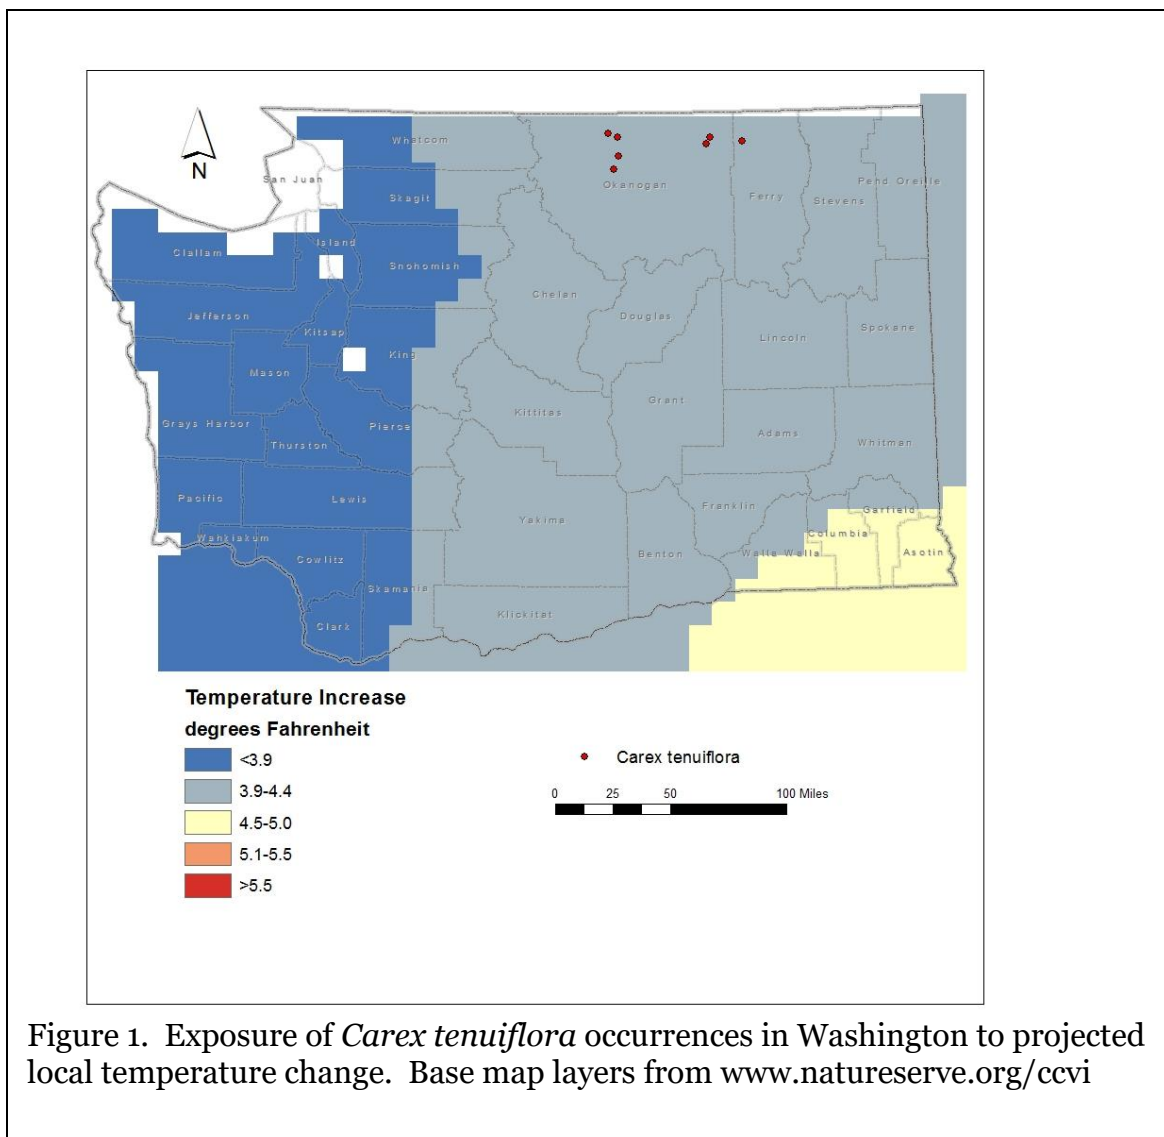 N
Whatcom
San Juan
Skagit
Okanogan
Pend Oreille
Ferry
Stevens
Island
Clallam
Snohomish
Chelan
Jefferson
Douglas
Kitsap
Spokane
Lincoln
King
Mason
Kittitas
Grant
Grays Harbor
Pierce
Adams
Thurston
Whitman
Pacific
Lewis
Franklin
Garfield
Yakima
Columbia
Wahkiakum
Walla Walla
Asotin
Cowlitz
Benton
Skamania
Klickitat
Clark
Temperature Increase
degrees Fahrenheit
<3.9
3.9-4.4
4.5-5.0
5.1-5.5
>5.5
Carex tenuiflora
0 25 50 100 Miles
Figure 1. Exposure of Carex tenuiflora occurrences in Washington to projected
local temperature change. Base map layers from www.natureserve.org/ccvi